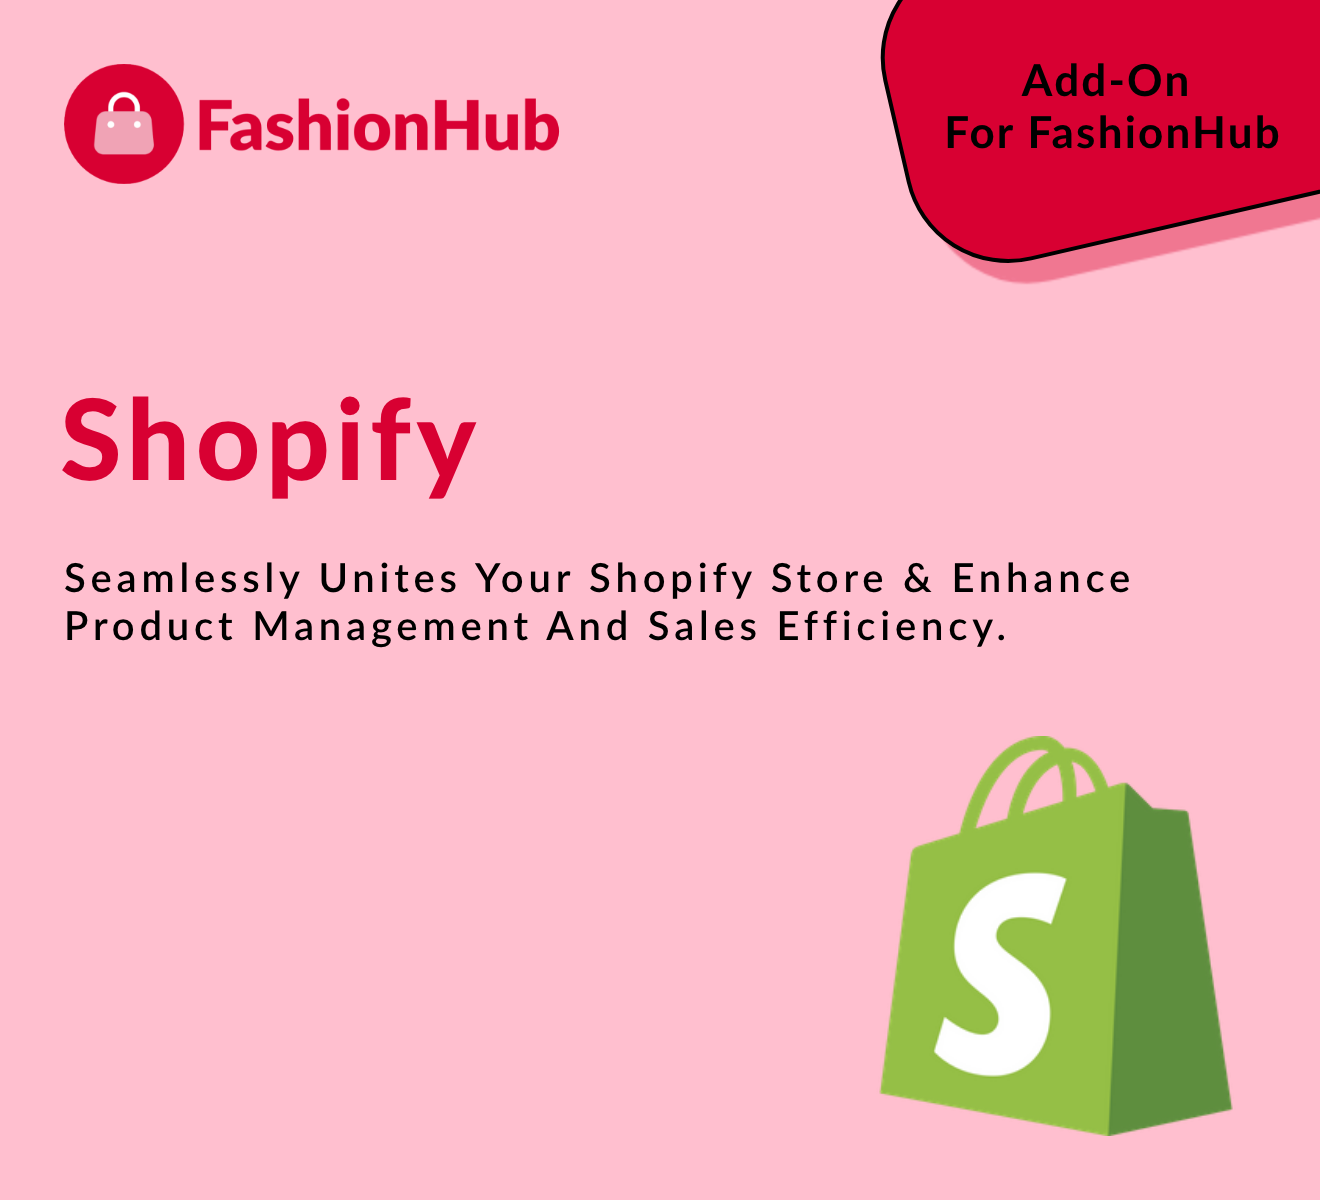 FashionHub
Add-On
For FashionHub
Shopify
Seamlessly Unites Your Shopify Store & Enhance
Product Management And Sales Efficiency.
S